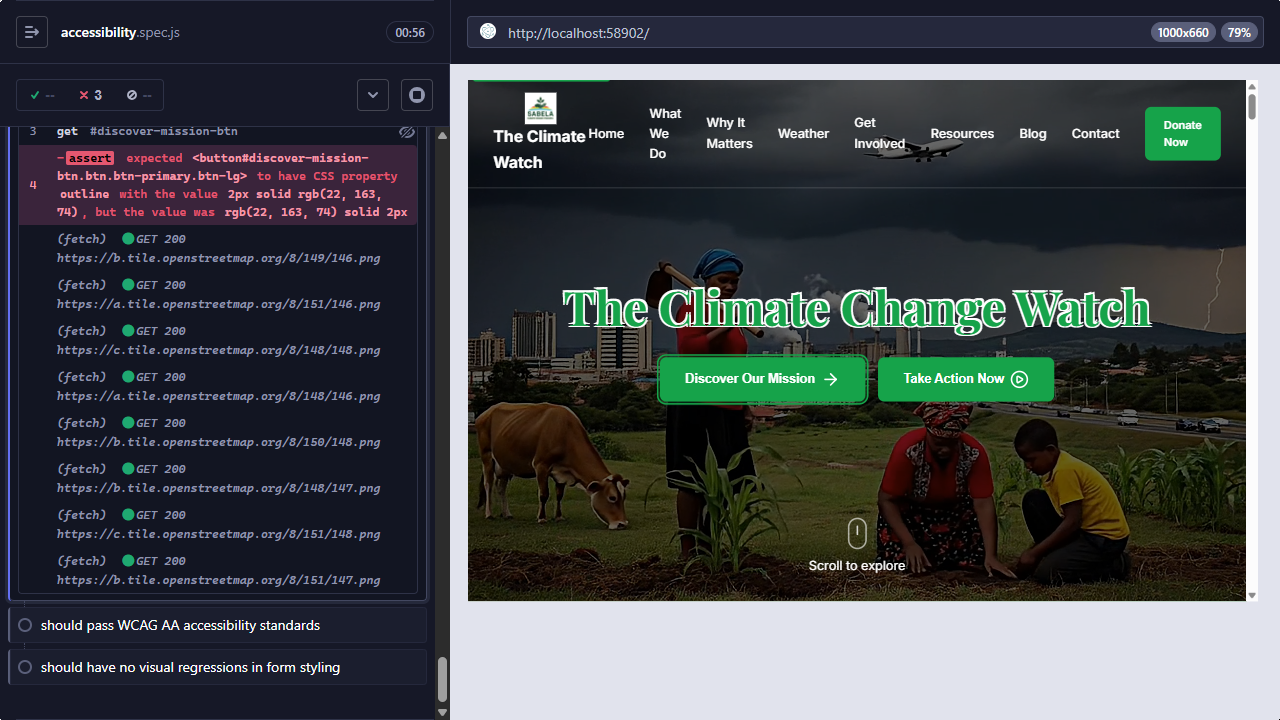 accessibility.spec.js
00:56
--
3
--
3 get #discover-mission-btn
4
-assert expected <button#discover-mission-
btn.btn.btn-primary.btn-lg> to have CSS property
outline with the value 2px solid rgb(22, 163,
74), but the value was rgb(22, 163, 74) solid 2px
(fetch) GET 200
https://b.tile.openstreetmap.org/8/149/146.png
(fetch) GET 200
https://a.tile.openstreetmap.org/8/151/146.png
(fetch) GET 200
https://c.tile.openstreetmap.org/8/148/148.png
(fetch) GET 200
https://a.tile.openstreetmap.org/8/148/146.png
(fetch) GET 200
https://b.tile.openstreetmap.org/8/150/148.png
(fetch) GET 200
https://b.tile.openstreetmap.org/8/148/147.png
(fetch) GET 200
https://c.tile.openstreetmap.org/8/151/148.png
(fetch) GET 200
https://b.tile.openstreetmap.org/8/151/147.png
should pass WCAG AA accessibility standards
should have no visual regressions in form styling
http://localhost:58902/
1000x660
79%
SABELA
The Climate
Watch
Home
What
We
Do
Why It
Matters
Weather
Get
Involved
Resources
Blog
Contact
Donate
Now
The Climate Change Watch
Discover Our Mission
Take Action Now
Scroll to explore